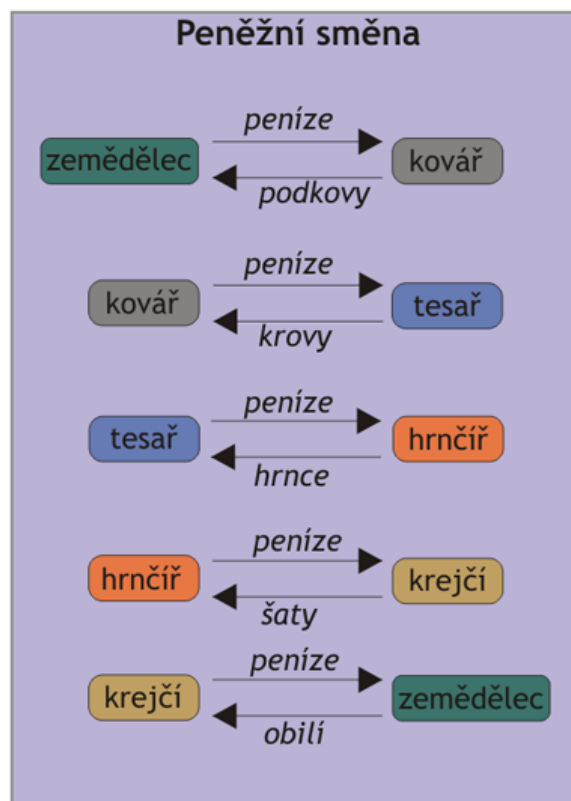 Peněžní směna
peníze
zemědělec
kovář
podkovy
peníze
kovář
tesař
krovy
peníze
tesař
hrnčíř
hrnce
peníze
hrnčíř
krejčí
šaty
peníze
krejčí
zemědělec
obilí